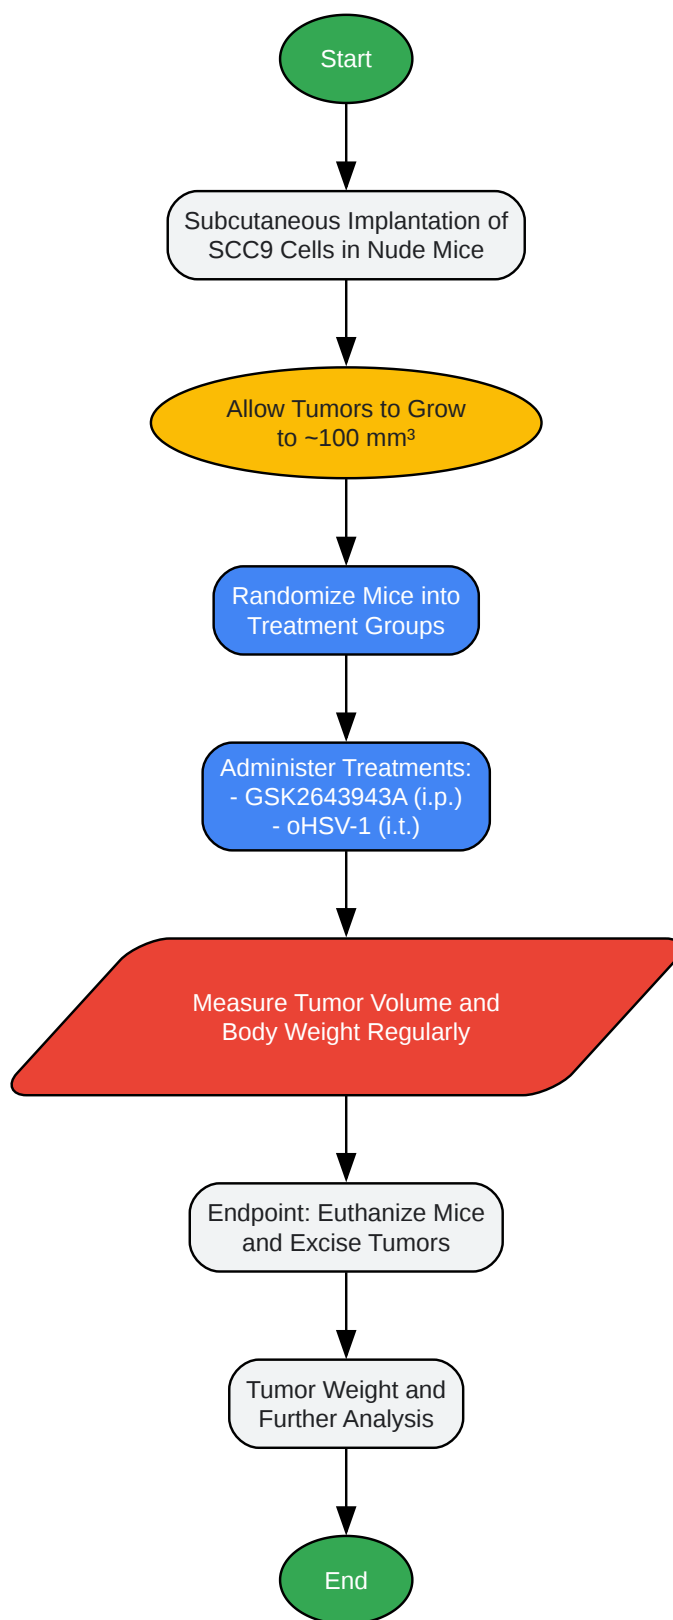 Start
Subcutaneous Implantation of
SCC9 Cells in Nude Mice
Allow Tumors to Grow
to ~100 mm³
Randomize Mice into
Treatment Groups
Administer Treatments:
- GSK2643943A (i.p.)
- oHSV-1 (i.t.)
Measure Tumor Volume and
Body Weight Regularly
Endpoint: Euthanize Mice
and Excise Tumors
Tumor Weight and
Further Analysis
End